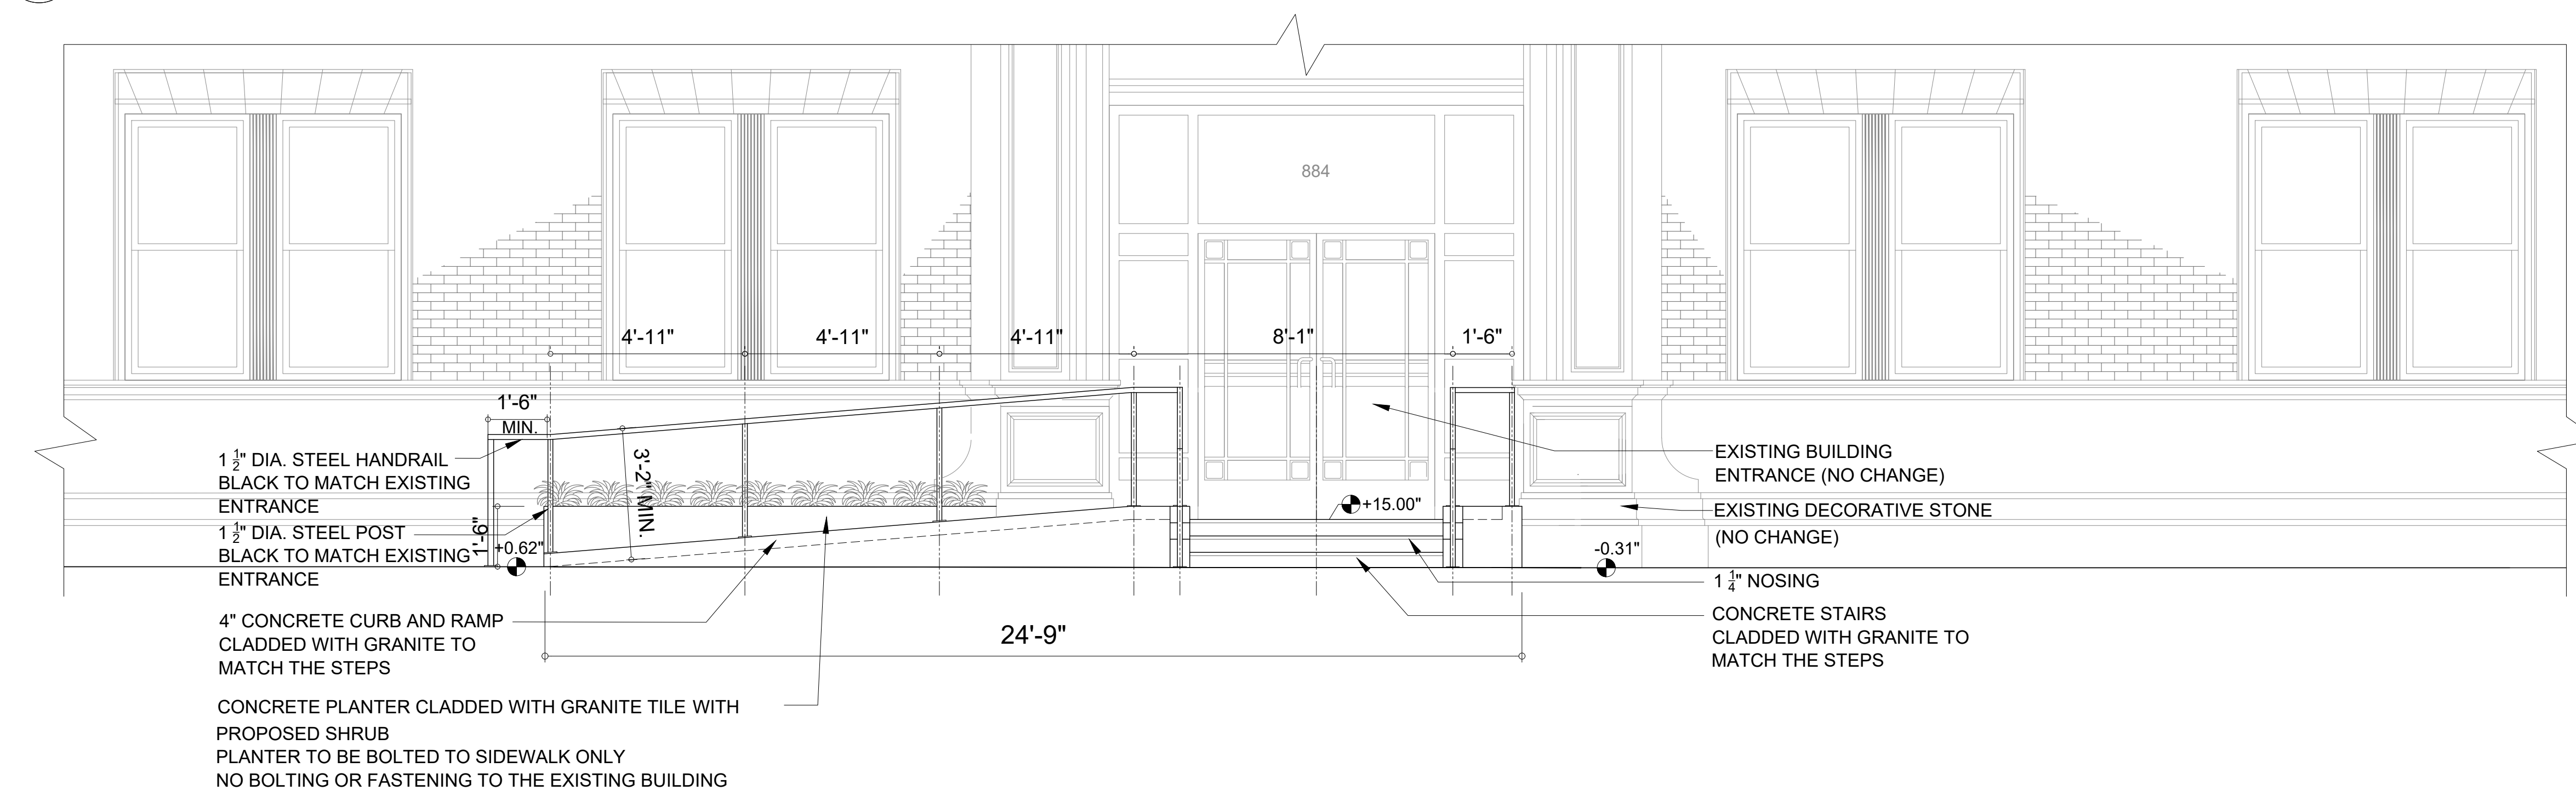 884
4'-11"
4'-11"
4'-11"
8'-1"
1'-6"
1'-6"
MIN.
3'-2" MIN.
1'-6"
1 1/2" DIA. STEEL HANDRAIL
BLACK TO MATCH EXISTING
ENTRANCE
1 1/2" DIA. STEEL POST
BLACK TO MATCH EXISTING
ENTRANCE
+0.62"
4" CONCRETE CURB AND RAMP
CLADDED WITH GRANITE TO
MATCH THE STEPS
CONCRETE PLANTER CLADDED WITH GRANITE TILE WITH
PROPOSED SHRUB
PLANTER TO BE BOLTED TO SIDEWALK ONLY
NO BOLTING OR FASTENING TO THE EXISTING BUILDING
24'-9"
+15.00"
-0.31"
EXISTING BUILDING
ENTRANCE (NO CHANGE)
EXISTING DECORATIVE STONE
(NO CHANGE)
1 1/4" NOSING
CONCRETE STAIRS
CLADDED WITH GRANITE TO
MATCH THE STEPS